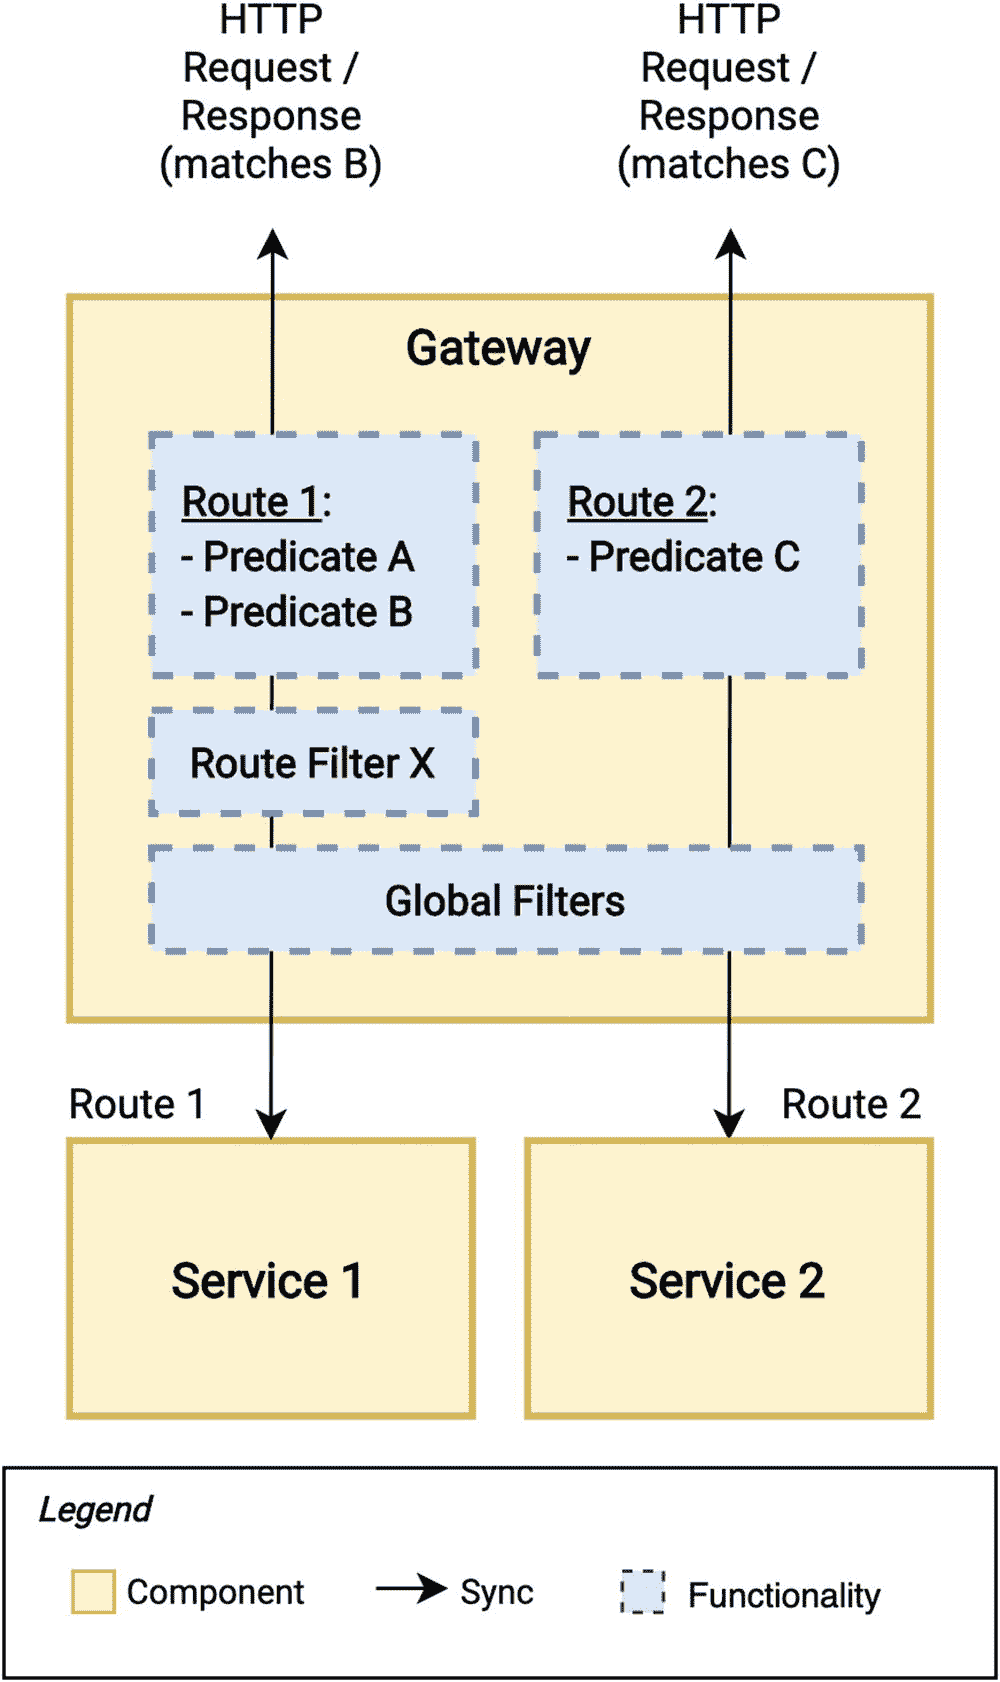 HTTP
Request /
Response
(matches B)
HTTP
Request /
Response
(matches C)
Gateway
Route 1:
- Predicate A
- Predicate B
Route 2:
- Predicate C
Route Filter X
Global Filters
Route 1
Route 2
Service 1
Service 2
Legend
Component
Sync
Functionality